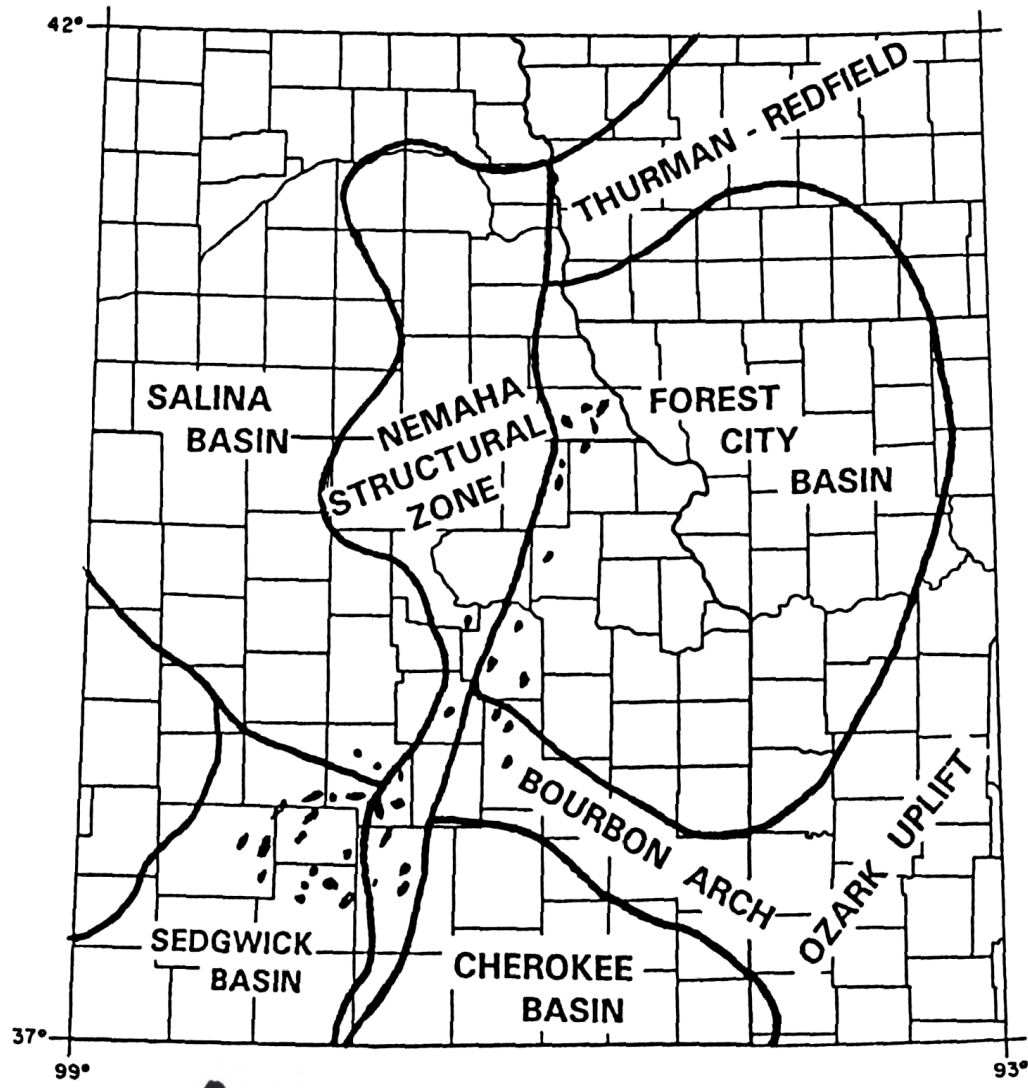 42°
THURMAN - REDFIELD
SALINA
BASIN
NEMAHA
STRUCTURAL
ZONE
FOREST
CITY
BASIN
BOURBON ARCH
OZARK UPLIFT
SEDGWICK
BASIN
CHEROKEE
BASIN
37°
99°
93°